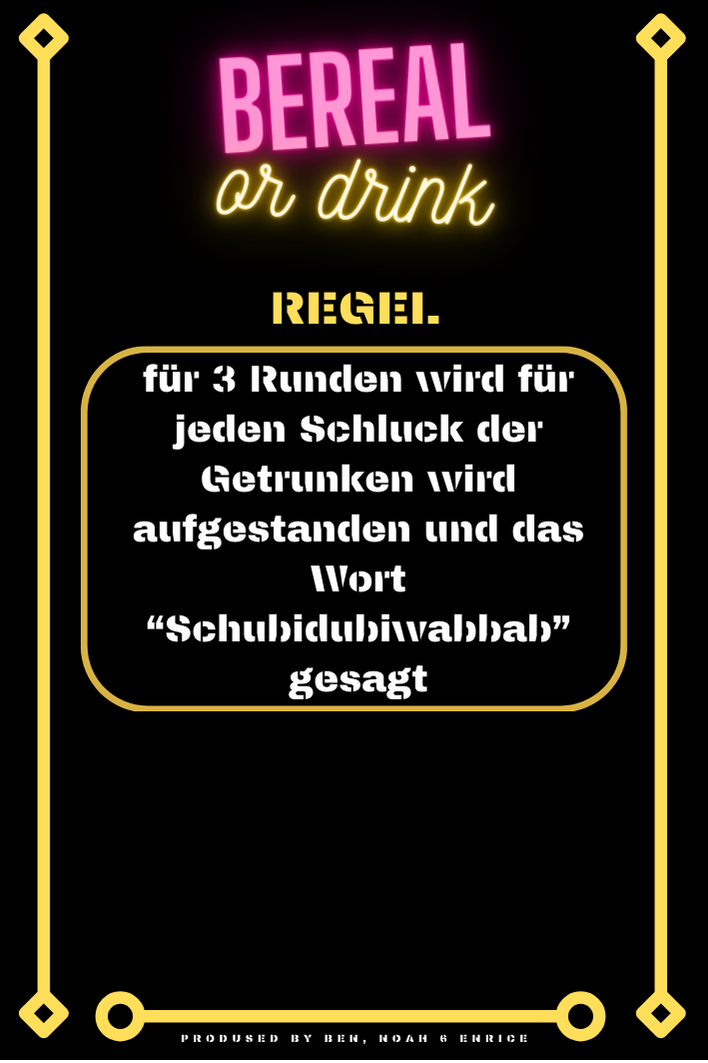 BEREAL
or drink
REGEL
für 3 Runden wird für
jeden Schluck der
Getrunken wird
aufgestanden und das
Wort
“Schubidubiwabbab”
gesagt
PRODUSED BY BEN, NOAH & ENRICE